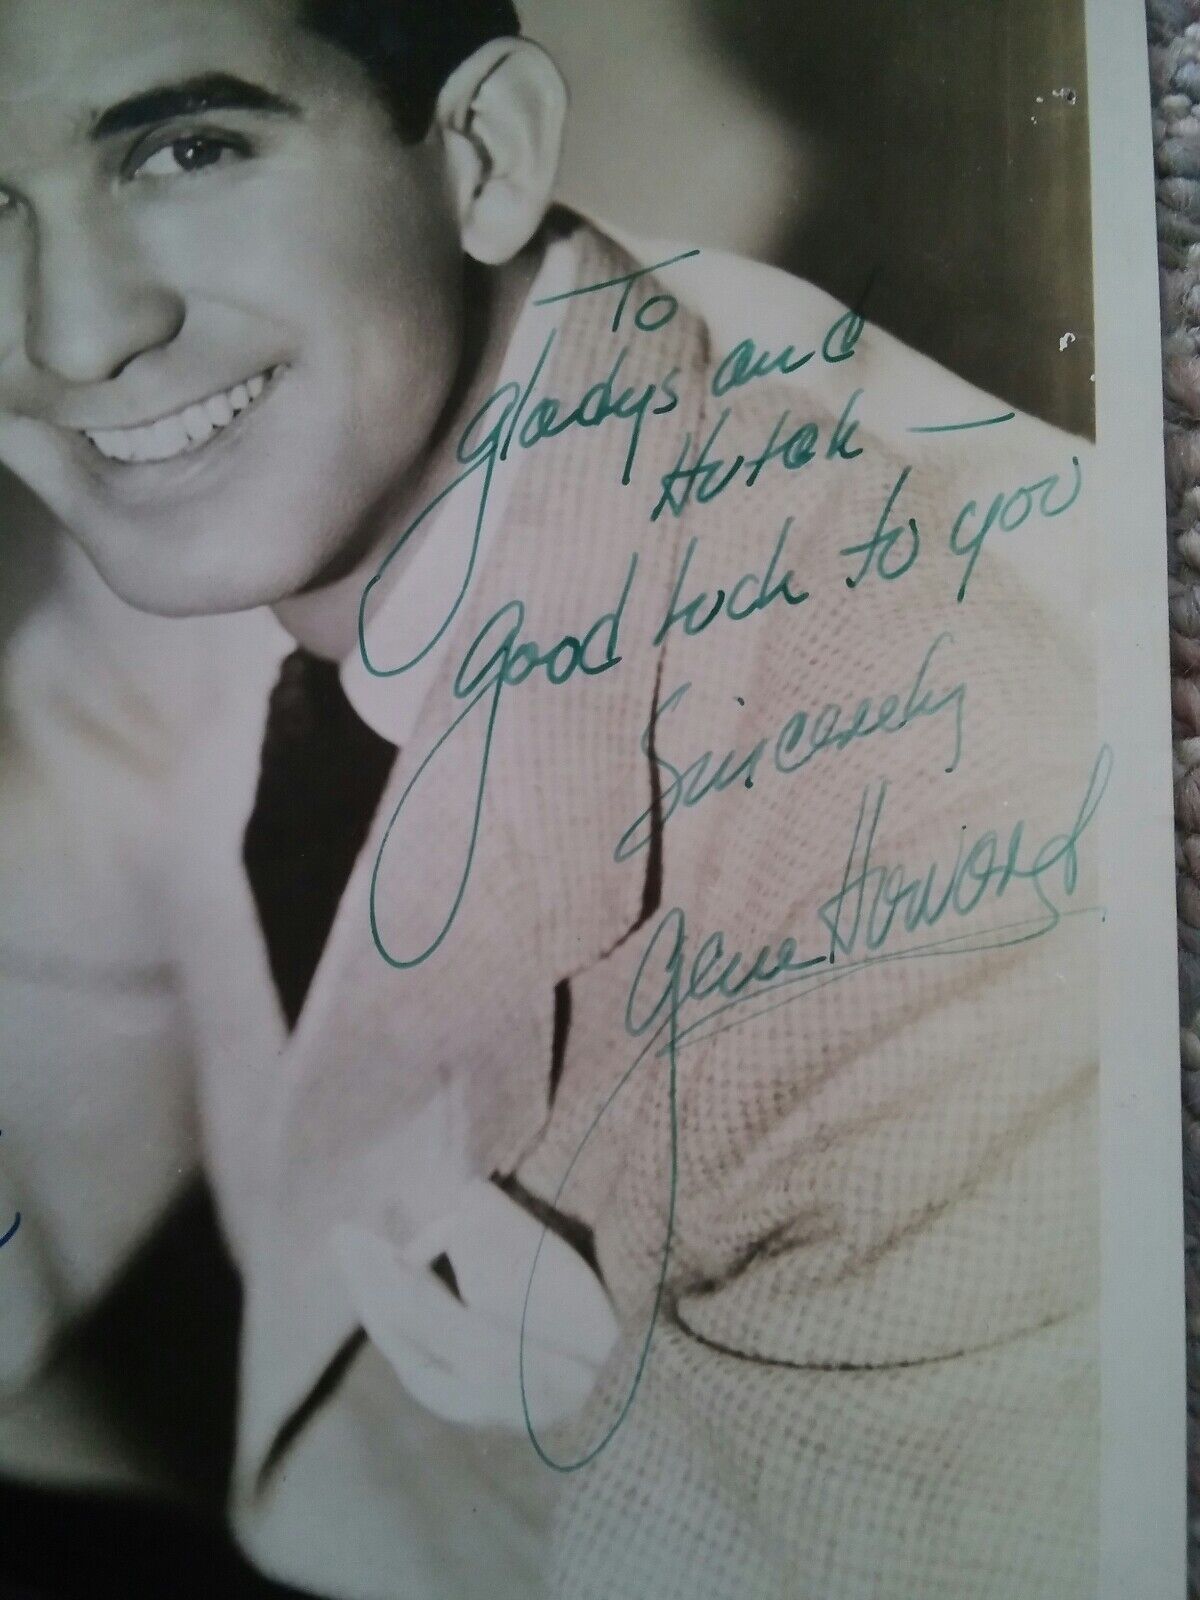 To
Gladys and
Hutch —
Good luck to you
Sincerely
Gene Howard